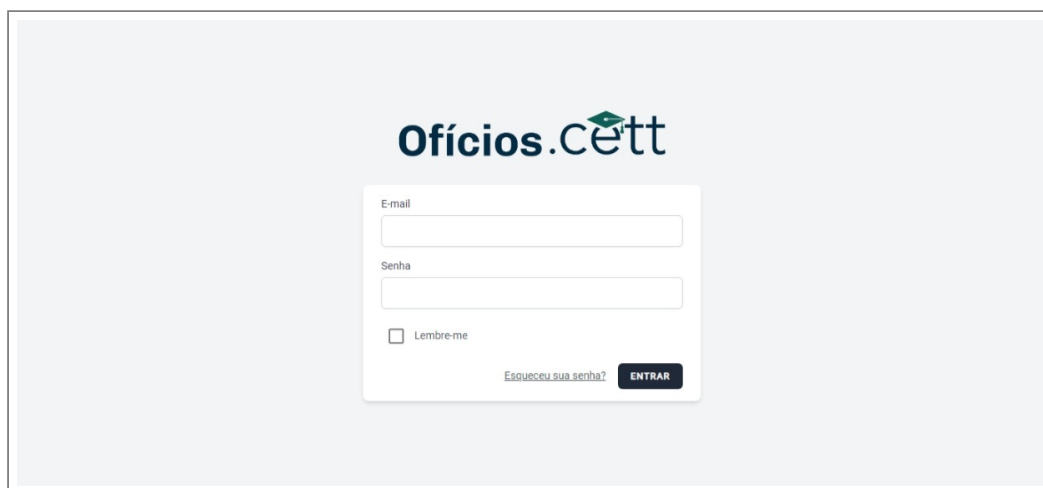 Ofícios.cett
E-mail
Senha
Lembre-me
Esqueceu sua senha? ENTRAR